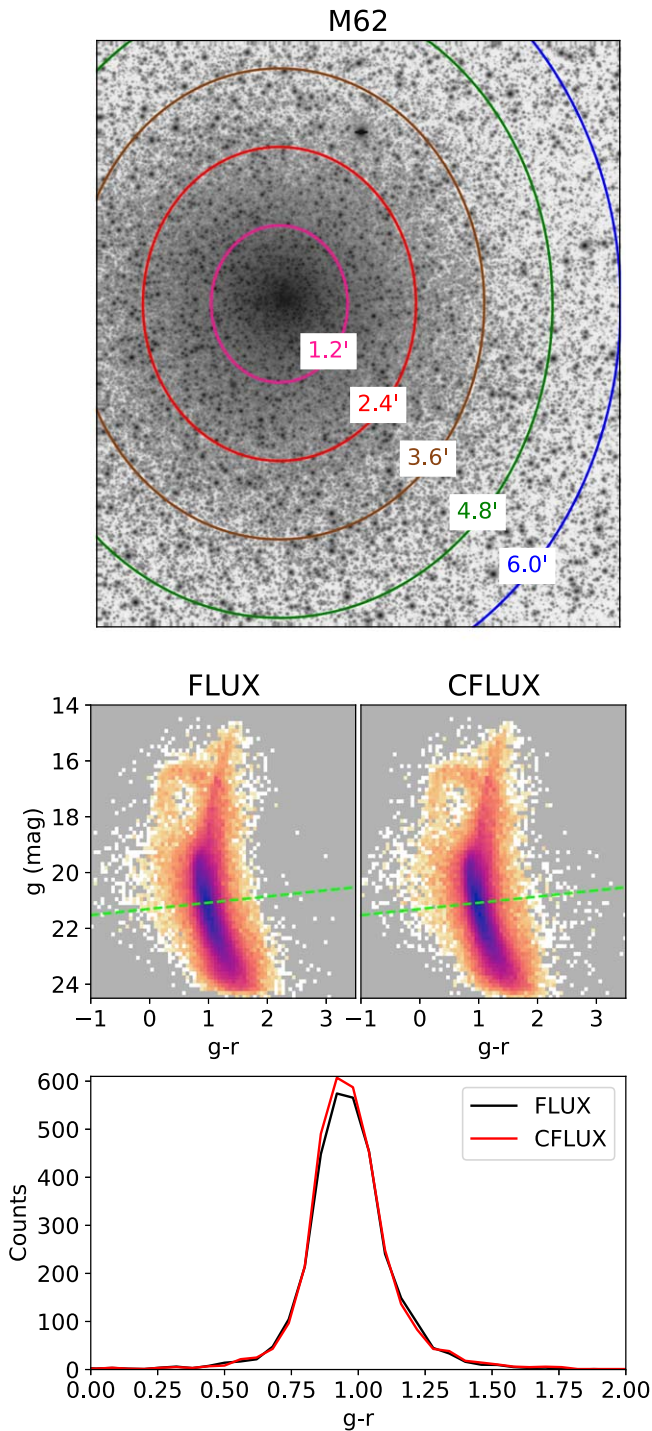 M62
1.2'
2.4'
3.6'
4.8'
6.0'
FLUX CFLUX
14
16
18
20
22
24
g (mag)
−1 0 1 2 3 −1 0 1 2 3
g-r g-r
600
500
400
300
200
100
0
Counts
FLUX
CFLUX
0.00 0.25 0.50 0.75 1.00 1.25 1.50 1.75 2.00
g-r